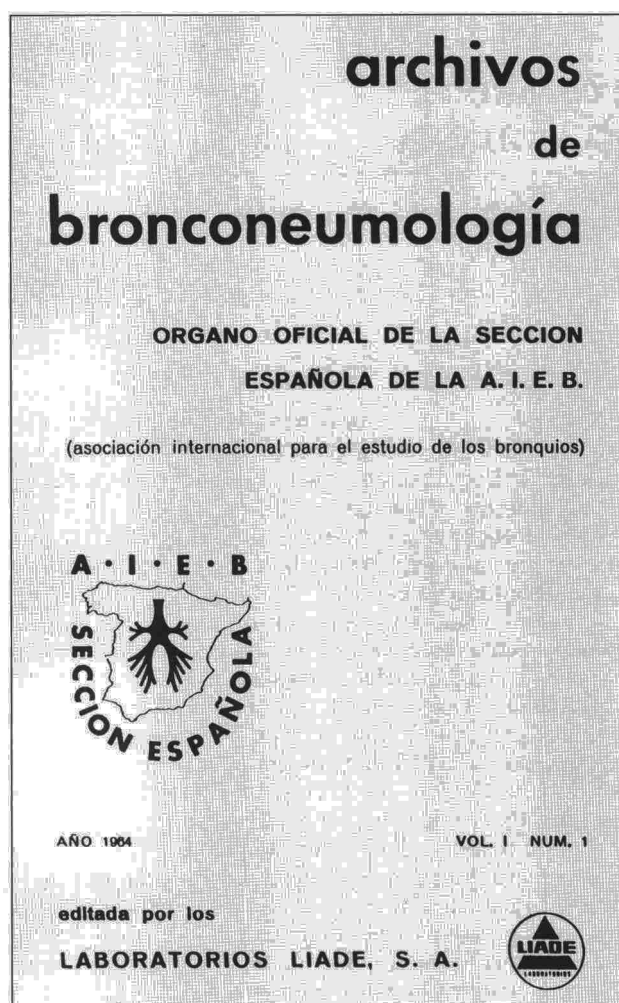 archivos
de
bronconeumología
ORGANO OFICIAL DE LA SECCION
ESPAÑOLA DE LA A. I. E. B.
(asociación internacional para el estudio de los bronquios)
A · I · E · B
SECCION ESPAÑOLA
AÑO 1964
VOL. I NUM. 1
editada por los
LABORATORIOS LIADE, S. A.
LIADE
LABORATORIOS